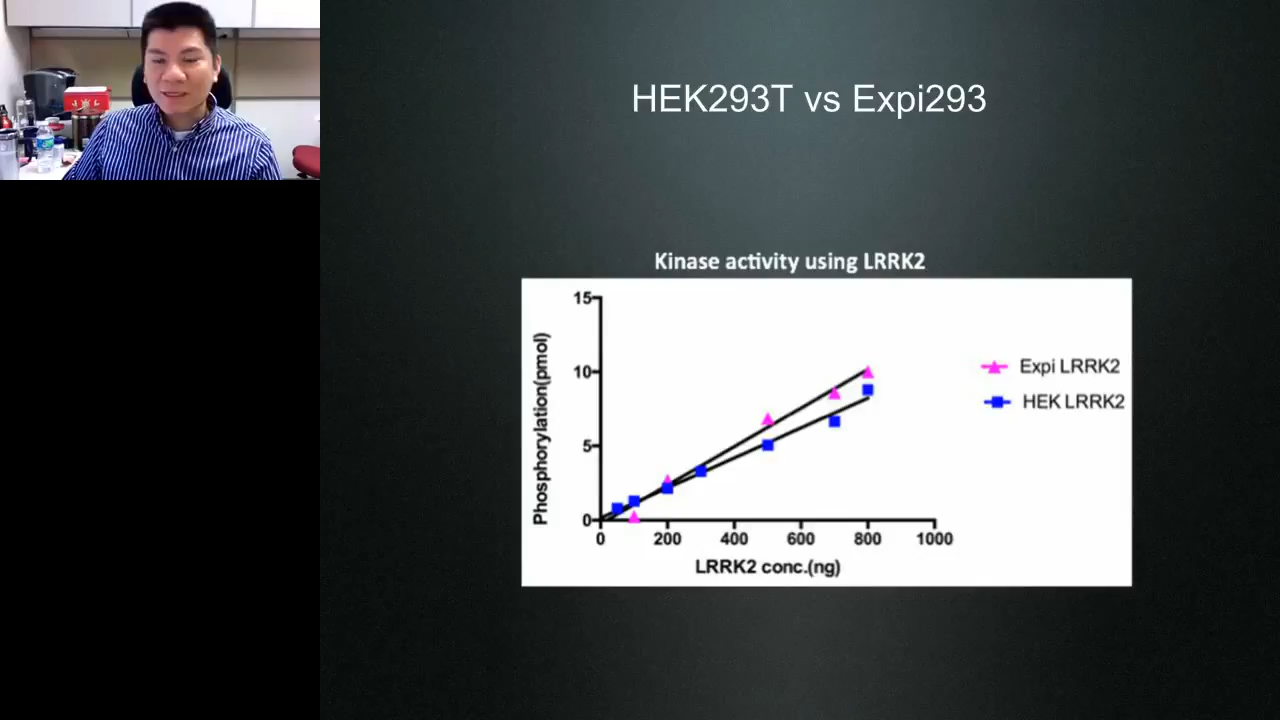 HEK293T vs Expi293
Kinase activity using LRRK2
Phosphorylation(pmol)
15
10
5
0
0 200 400 600 800 1000
LRRK2 conc.(ng)
Expi LRRK2
HEK LRRK2